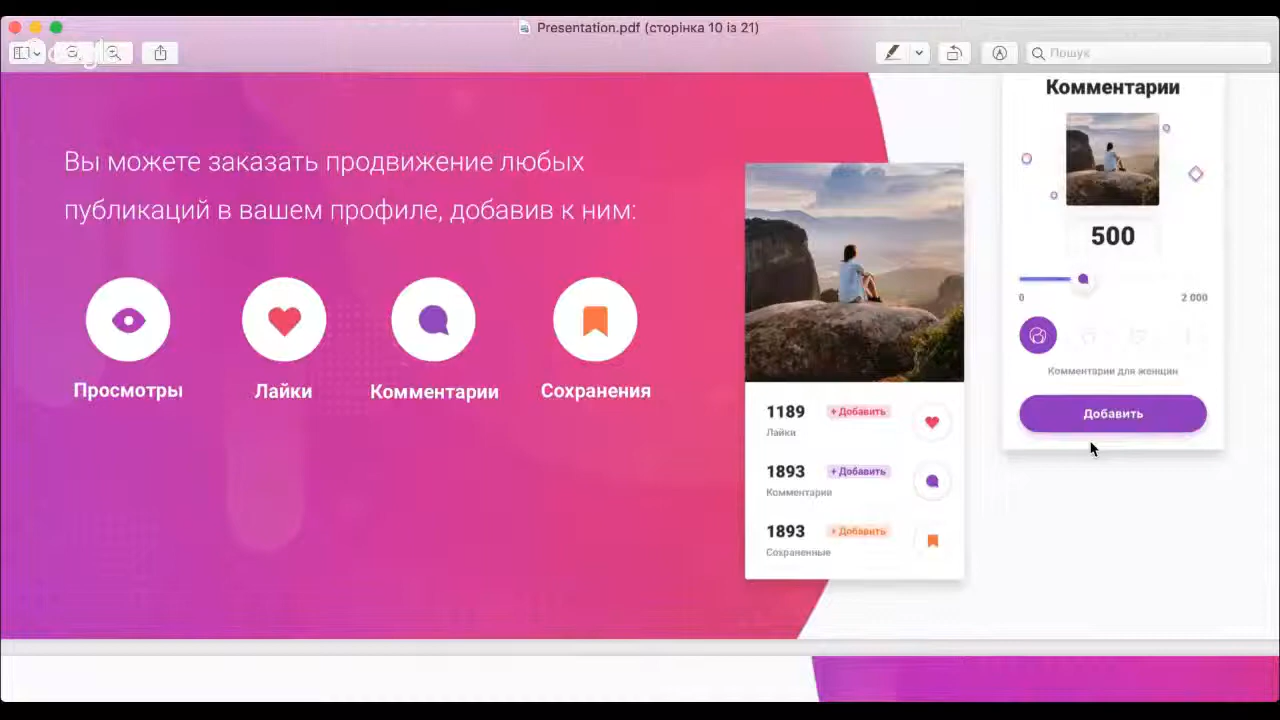 Presentation.pdf (сторінка 10 із 21)
Пошук
Вы можете заказать продвижение любых
публикаций в вашем профиле, добавив к ним:
Просмотры
Лайки
Комментарии
Сохранения
1189
+ Добавить
Лайки
1893
+ Добавить
Комментарии
1893
+ Добавить
Сохраненные
Комментарии
500
0
2 000
Комментарии для женщин
Добавить